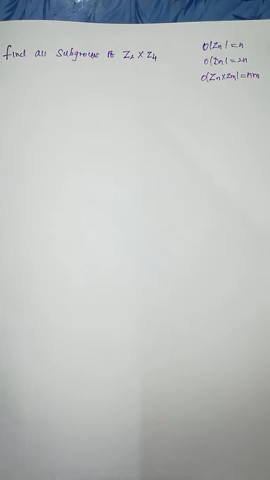 Find all Subgroups of Z₂ × Z₄
O(Zₙ) = n
O(Dₙ) = 2n
O(Zₙ×Zₘ) = nm